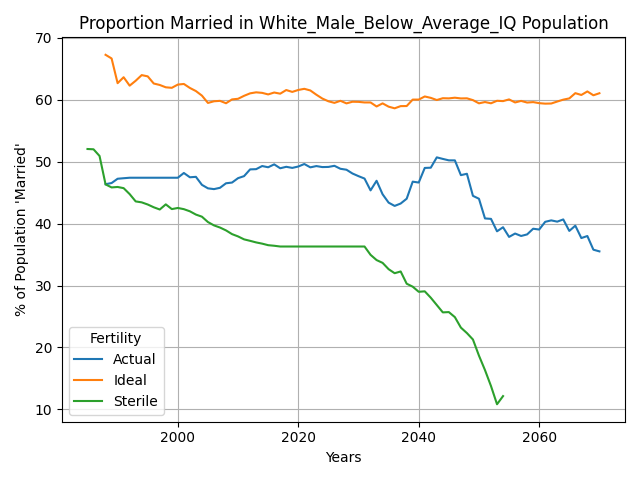 Proportion Married in White_Male_Below_Average_IQ Population
70
60
50
40
30
20
10
% of Population 'Married'
Fertility
Actual
Ideal
Sterile
2000 2020 2040 2060
Years